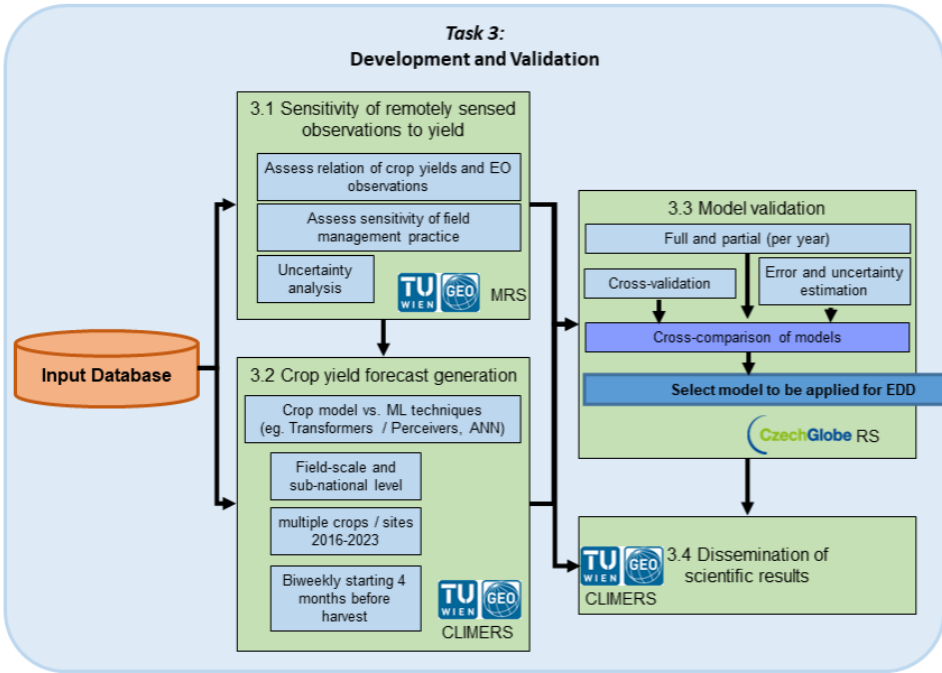 Task 3:
Development and Validation
3.1 Sensitivity of remotely sensed
observations to yield
Assess relation of crop yields and EO
observations
Assess sensitivity of field
management practice
Uncertainty
analysis
TU
WIEN
GEO
MRS
Input Database
3.2 Crop yield forecast generation
Crop model vs. ML techniques
(eg. Transformers / Perceivers, ANN)
Field-scale and
sub-national level
multiple crops / sites
2016-2023
Biweekly starting 4
months before
harvest
TU
WIEN
GEO
CLIMERS
3.3 Model validation
Full and partial (per year)
Cross-validation
Error and uncertainty
estimation
Cross-comparison of models
Select model to be applied for EDD
CzechGlobe RS
TU
WIEN
GEO
CLIMERS
3.4 Dissemination of
scientific results